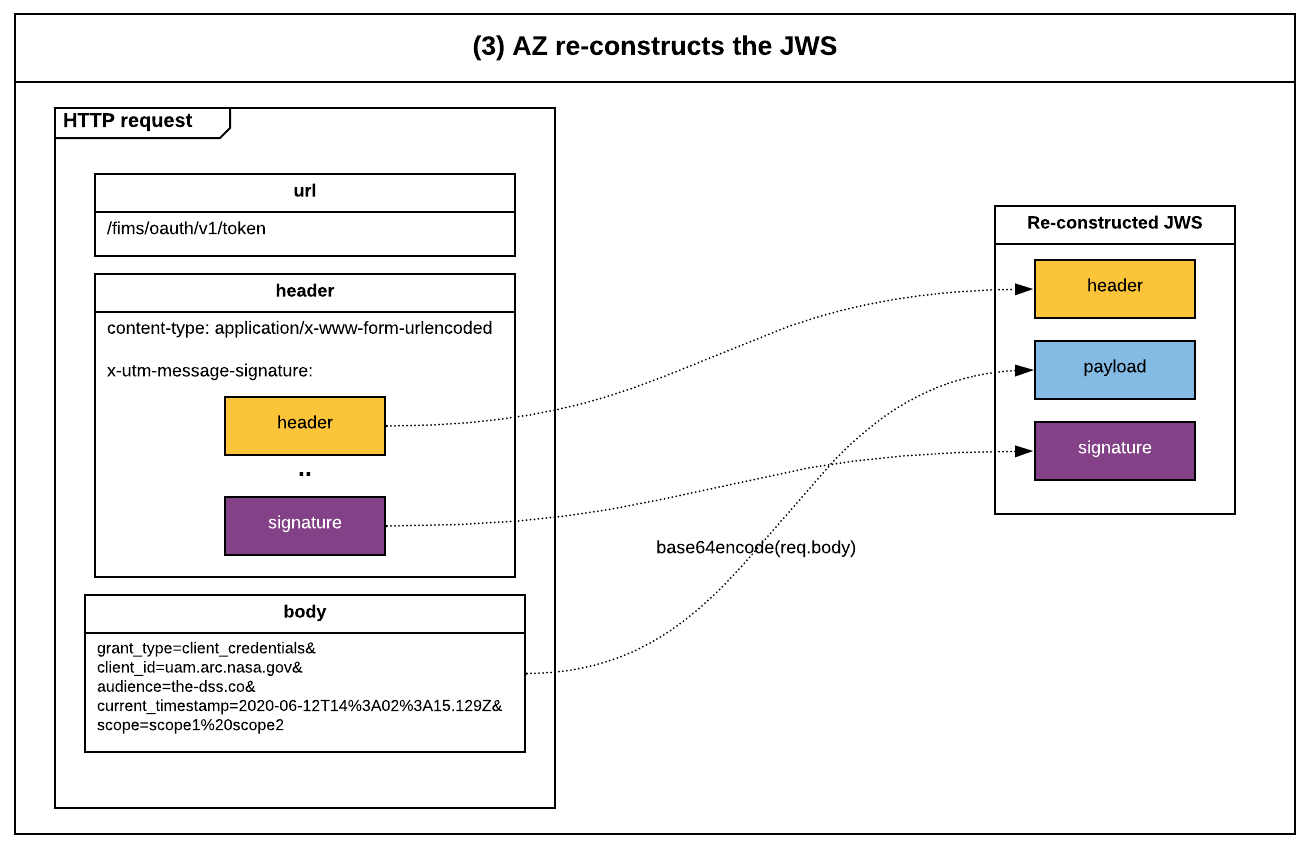 (3) AZ re-constructs the JWS
HTTP request
url
/fims/oauth/v1/token
header
content-type: application/x-www-form-urlencoded
x-utm-message-signature:
header
..
signature
body
grant_type=client_credentials&
client_id=uam.arc.nasa.gov&
audience=the-dss.co&
current_timestamp=2020-06-12T14%3A02%3A15.129Z&
scope=scope1%20scope2
base64encode(req.body)
Re-constructed JWS
header
payload
signature